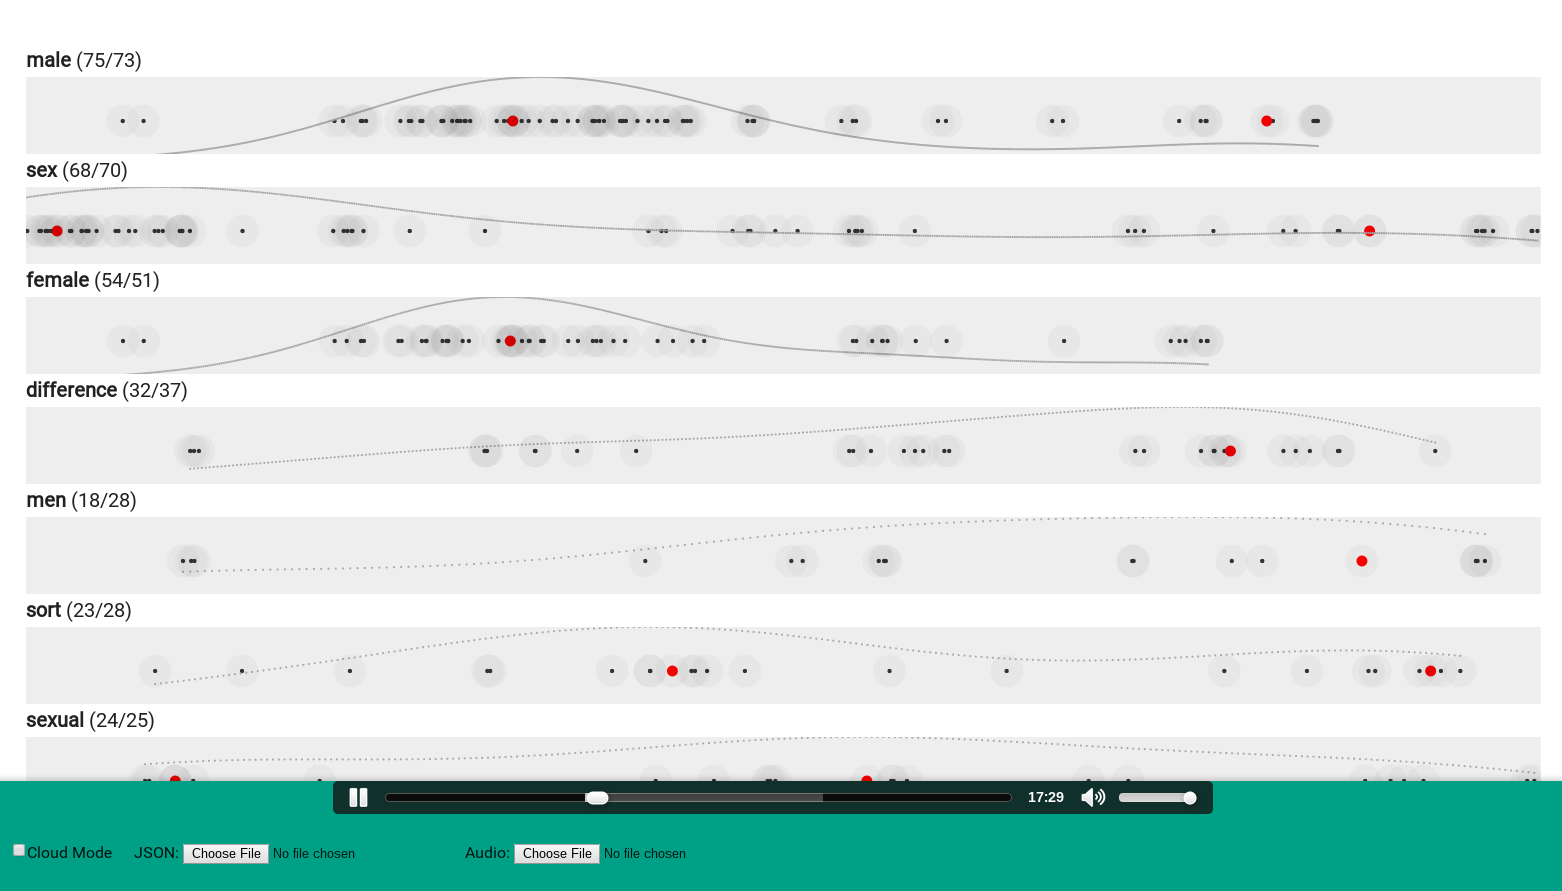 male (75/73)
sex (68/70)
female (54/51)
difference (32/37)
men (18/28)
sort (23/28)
sexual (24/25)
17:29
Cloud Mode JSON: Choose File No file chosen Audio: Choose File No file chosen